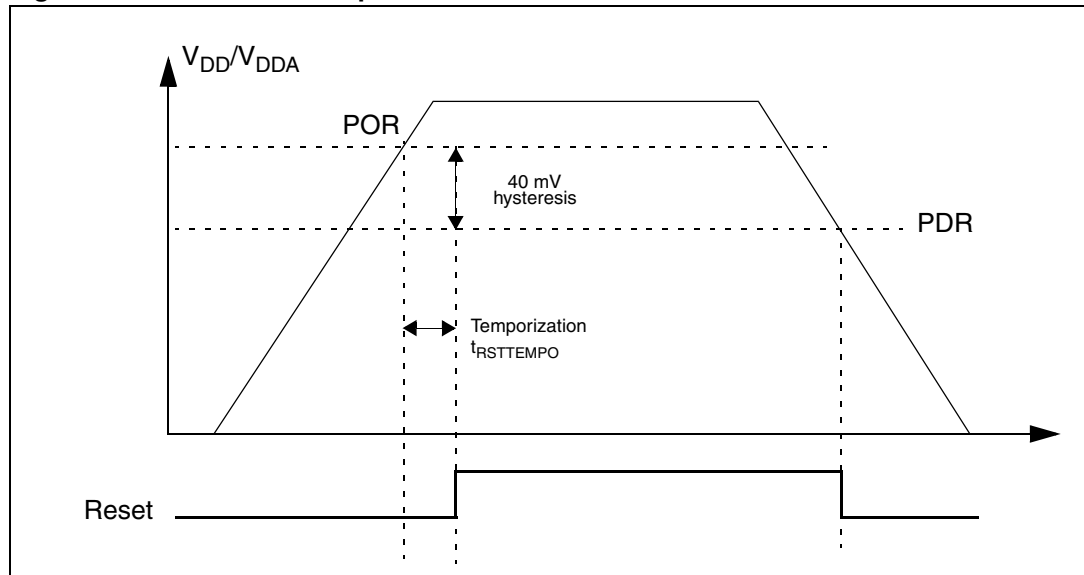 VDD/VDDA
POR
40 mV
hysteresis
PDR
Temporization
tRSTTEMPO
Reset